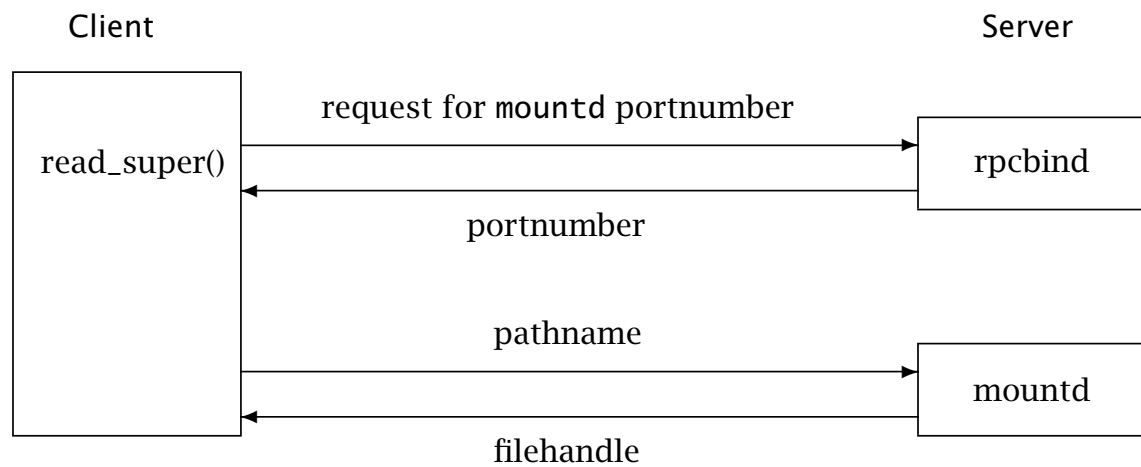 Client
Server
request for mountd portnumber
read_super()
rpcbind
portnumber
pathname
mountd
filehandle